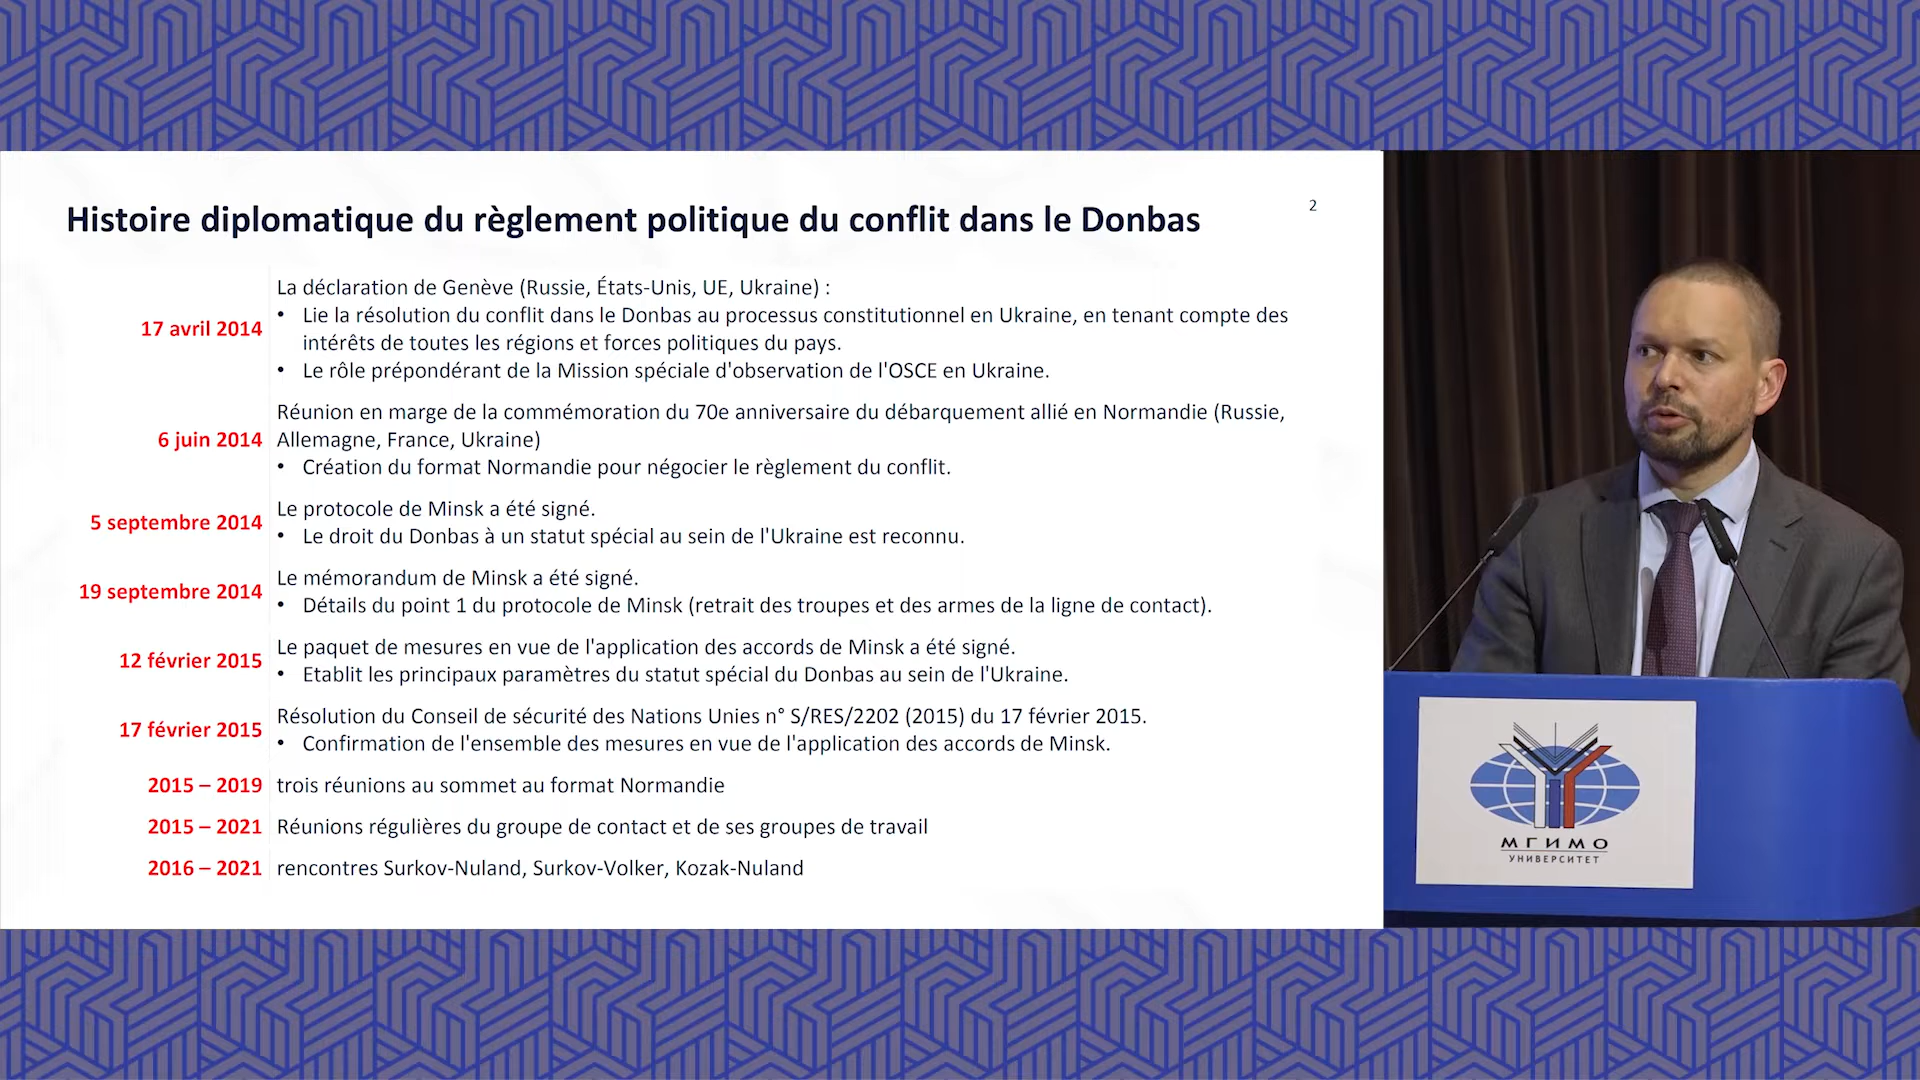 Histoire diplomatique du règlement politique du conflit dans le Donbas
2
17 avril 2014
La déclaration de Genève (Russie, États-Unis, UE, Ukraine) :
• Lie la résolution du conflit dans le Donbas au processus constitutionnel en Ukraine, en tenant compte des
intérêts de toutes les régions et forces politiques du pays.
• Le rôle prépondérant de la Mission spéciale d'observation de l'OSCE en Ukraine.
6 juin 2014
Réunion en marge de la commémoration du 70e anniversaire du débarquement allié en Normandie (Russie,
Allemagne, France, Ukraine)
• Création du format Normandie pour négocier le règlement du conflit.
5 septembre 2014
Le protocole de Minsk a été signé.
• Le droit du Donbas à un statut spécial au sein de l'Ukraine est reconnu.
19 septembre 2014
Le mémorandum de Minsk a été signé.
• Détails du point 1 du protocole de Minsk (retrait des troupes et des armes de la ligne de contact).
12 février 2015
Le paquet de mesures en vue de l'application des accords de Minsk a été signé.
• Etablit les principaux paramètres du statut spécial du Donbas au sein de l'Ukraine.
17 février 2015
Résolution du Conseil de sécurité des Nations Unies n° S/RES/2202 (2015) du 17 février 2015.
• Confirmation de l'ensemble des mesures en vue de l'application des accords de Minsk.
2015 – 2019 trois réunions au sommet au format Normandie
2015 – 2021 Réunions régulières du groupe de contact et de ses groupes de travail
2016 – 2021 rencontres Surkov-Nuland, Surkov-Volker, Kozak-Nuland
МГИМО
УНИВЕРСИТЕТ